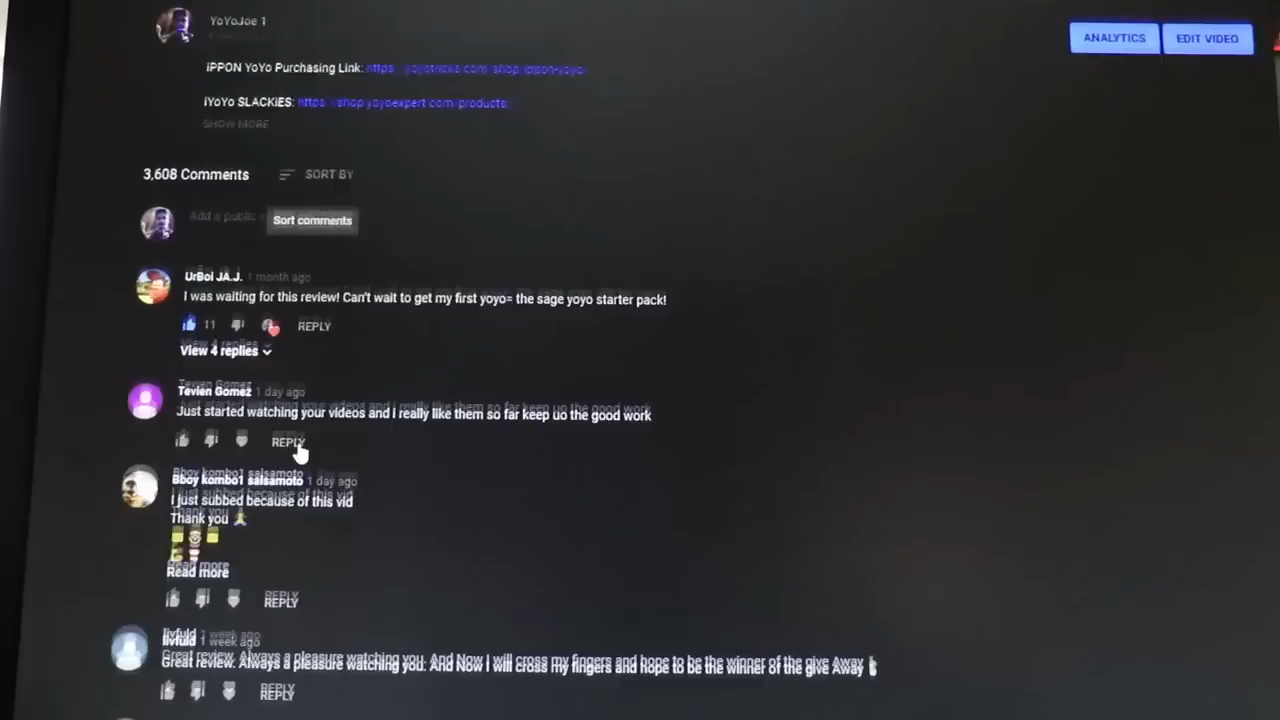 YoYoJoe 1
ANALYTICS
EDIT VIDEO
iPPON YoYo Purchasing Link: https://yoyotricks.com/shop/ippon-yoyo/
iYoYo SLACKIES: https://shop.yoyoexpert.com/products
SHOW MORE
3,608 Comments
SORT BY
Add a public
Sort comments
UrBoi JA.J. 1 month ago
I was waiting for this review! Can't wait to get my first yoyo= the sage yoyo starter pack!
11
REPLY
View 4 replies
Tevien Gomez 1 day ago
Just started watching your videos and i really like them so far keep uo the good work
REPLY
Bboy kombo1 salsamoto 1 day ago
I just subbed because of this vid
Thank you
Read more
REPLY
livfuld 1 week ago
Great review. Always a pleasure watching you. And Now I will cross my fingers and hope to be the winner of the give Away
REPLY